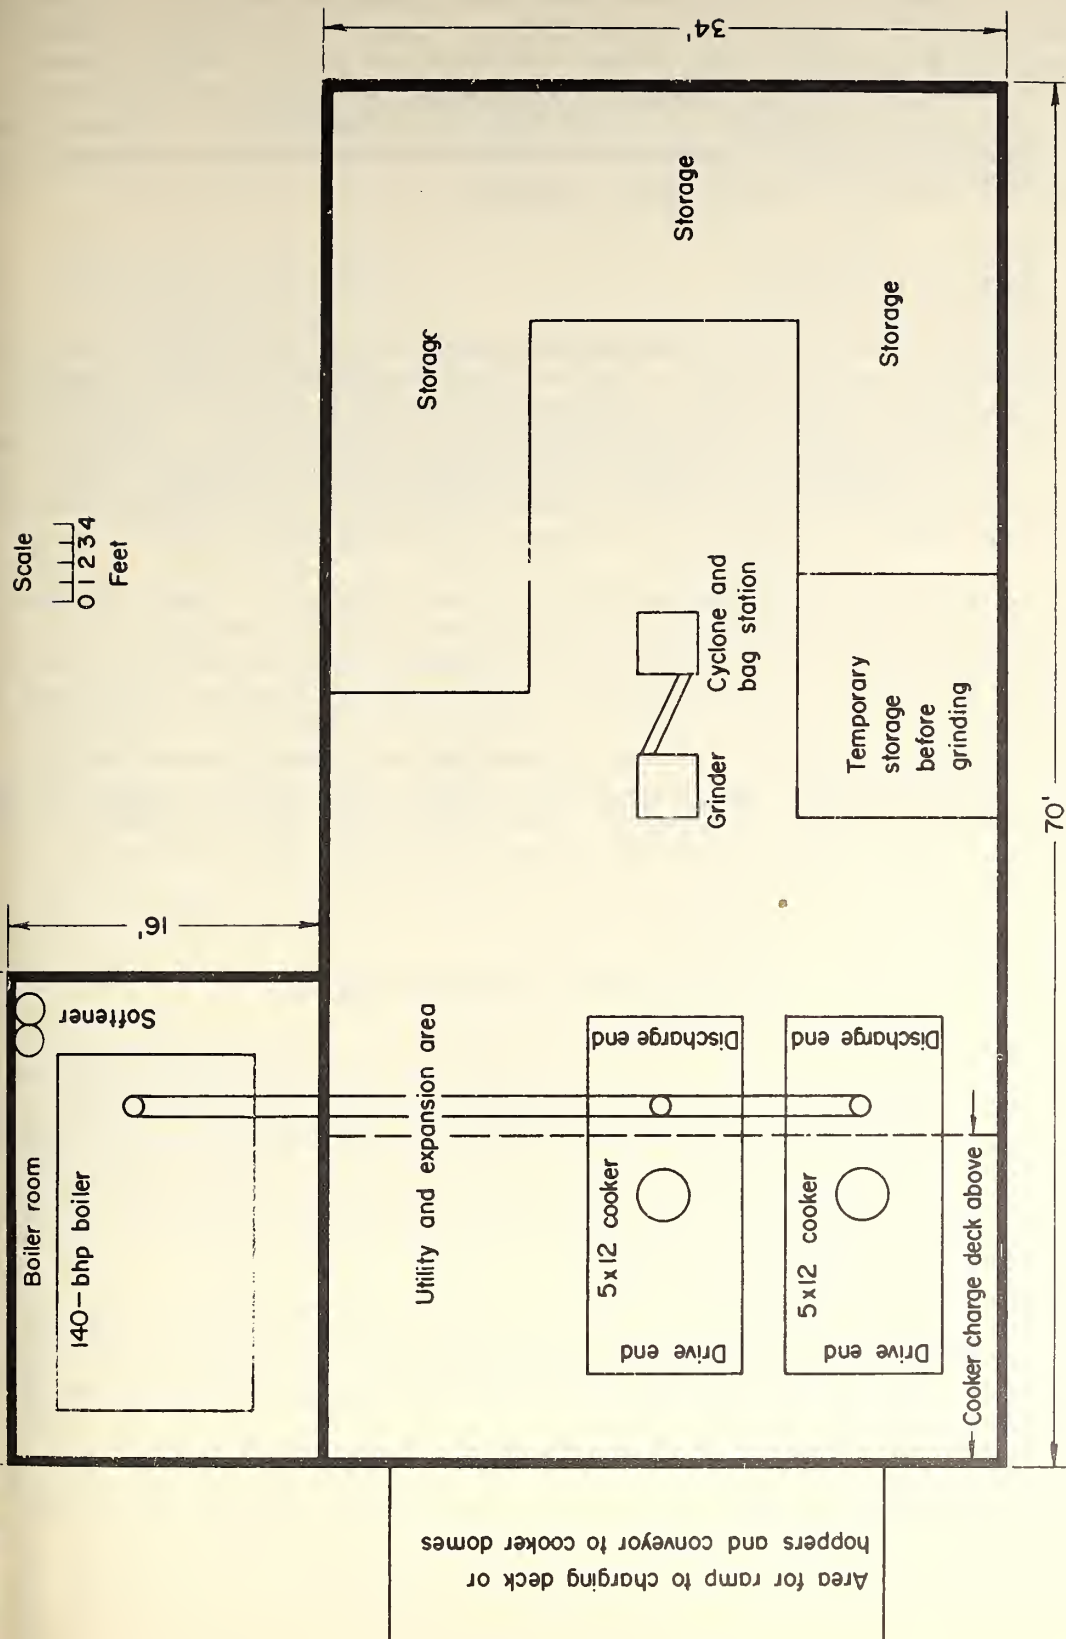 Scale
0 1 2 3 4
Feet
34'
16'
70'
Boiler room
140-bhp boiler
Softener
Utility and expansion area
5x12 cooker
Drive end
Discharge end
5x12 cooker
Drive end
Discharge end
Cooker charge deck above
Area for ramp to charging deck or
hoppers and conveyor to cooker domes
Grinder
Cyclone and
bag station
Temporary
storage
before
grinding
Storage
Storage
Storage